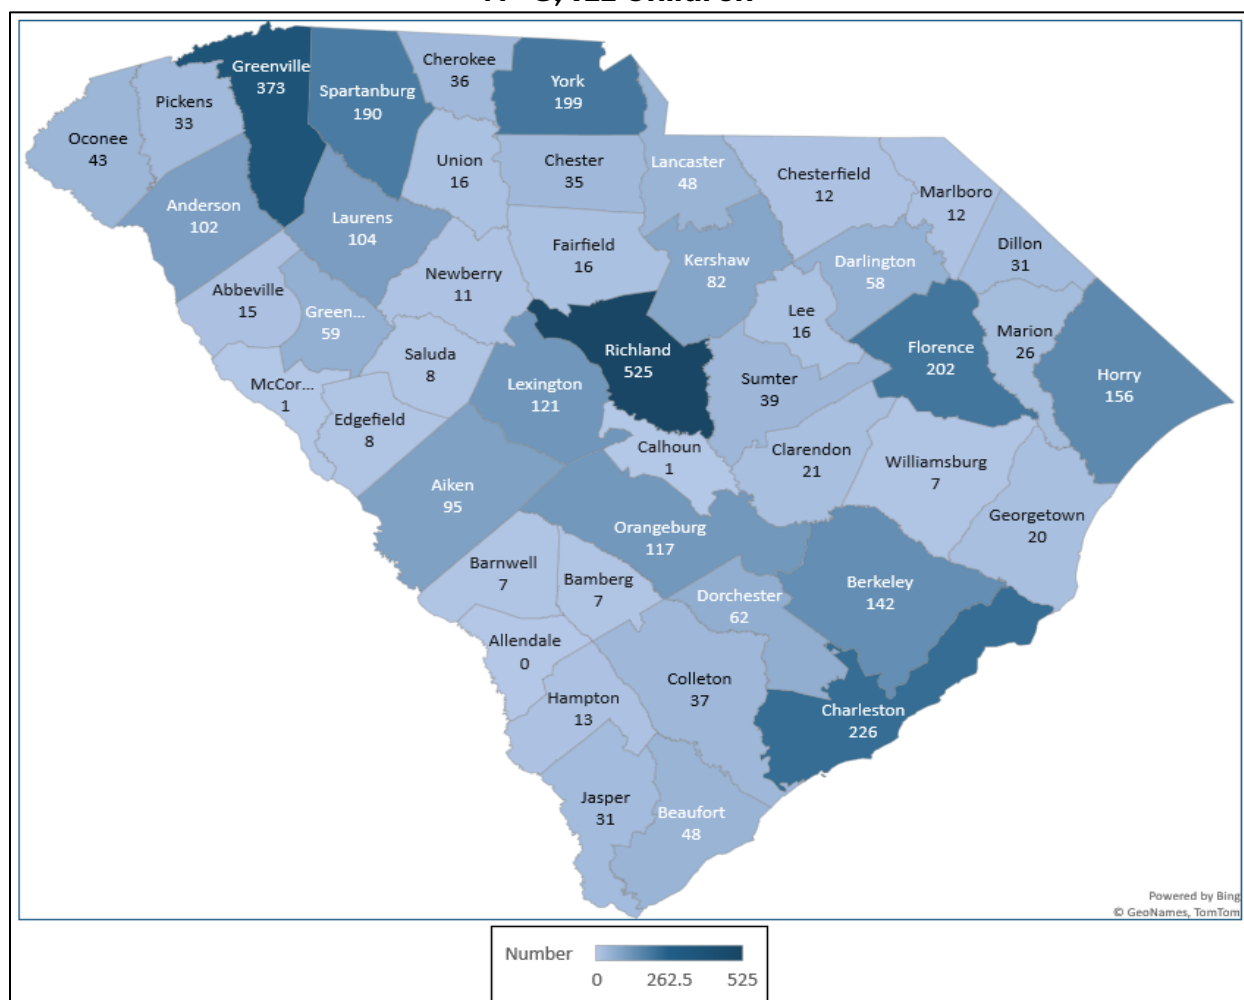 Greenville
373
Spartanburg
190
Cherokee
36
York
199
Pickens
33
Oconee
43
Union
16
Chester
35
Lancaster
48
Chesterfield
12
Marlboro
12
Anderson
102
Laurens
104
Fairfield
16
Kershaw
82
Darlington
58
Dillon
31
Abbeville
15
Green...
59
Newberry
11
Lee
16
Marion
26
Florence
202
Horry
156
Saluda
8
Richland
525
Sumter
39
McCor...
1
Edgefield
8
Lexington
121
Calhoun
1
Clarendon
21
Williamsburg
7
Georgetown
20
Aiken
95
Orangeburg
117
Barnwell
7
Bamberg
7
Dorchester
62
Berkeley
142
Allendale
0
Hampton
13
Colleton
37
Charleston
226
Jasper
31
Beaufort
48
Powered by Bing
© GeoNames, TomTom
Number
0 262.5 525